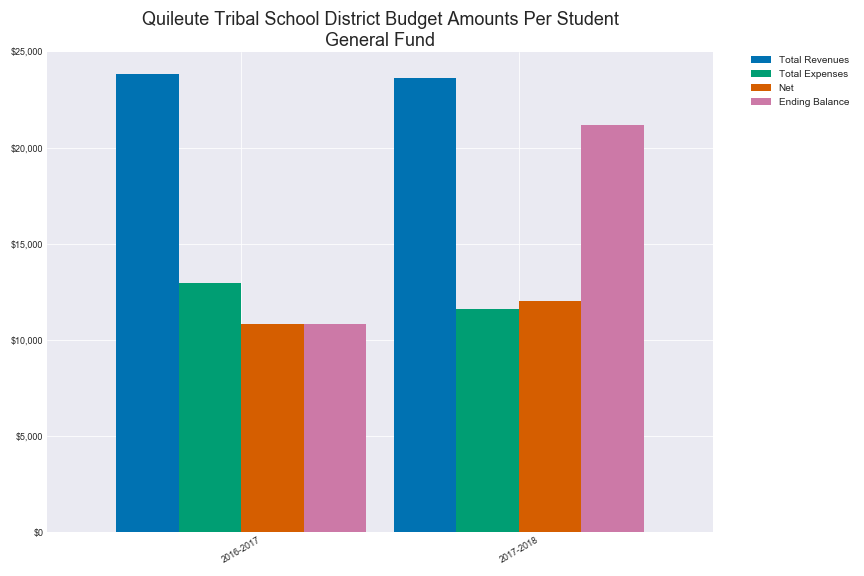 Quileute Tribal School District Budget Amounts Per Student
General Fund
$25,000
$20,000
$15,000
$10,000
$5,000
$0
2016-2017
2017-2018
Total Revenues
Total Expenses
Net
Ending Balance